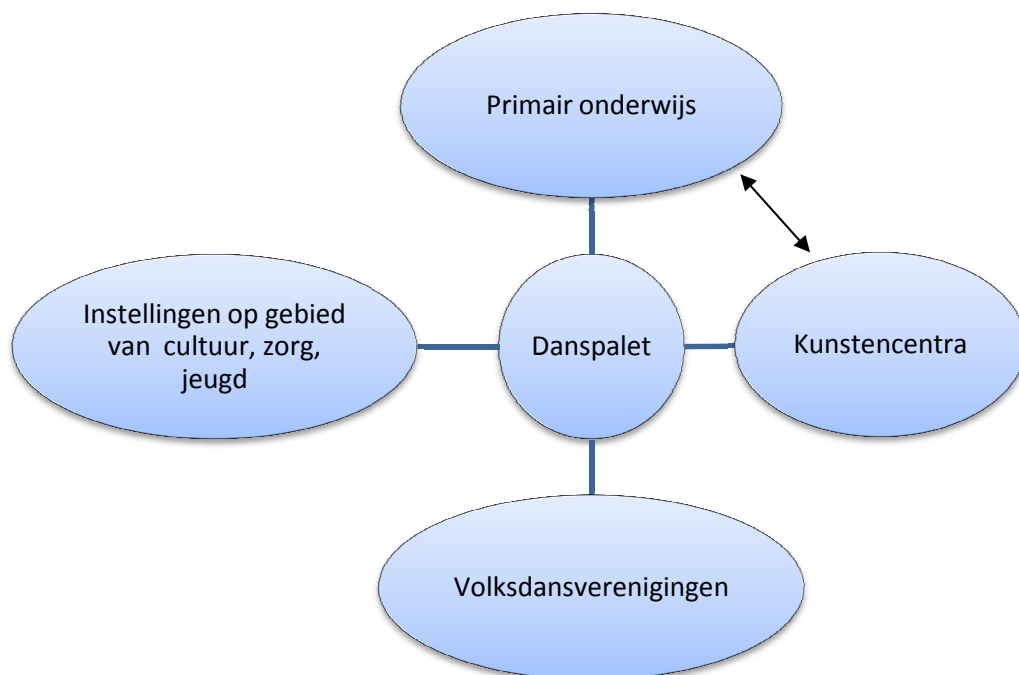 Primair onderwijs
Instellingen op gebied
van cultuur, zorg,
jeugd
Danspalet
Kunstencentra
Volksdansverenigingen